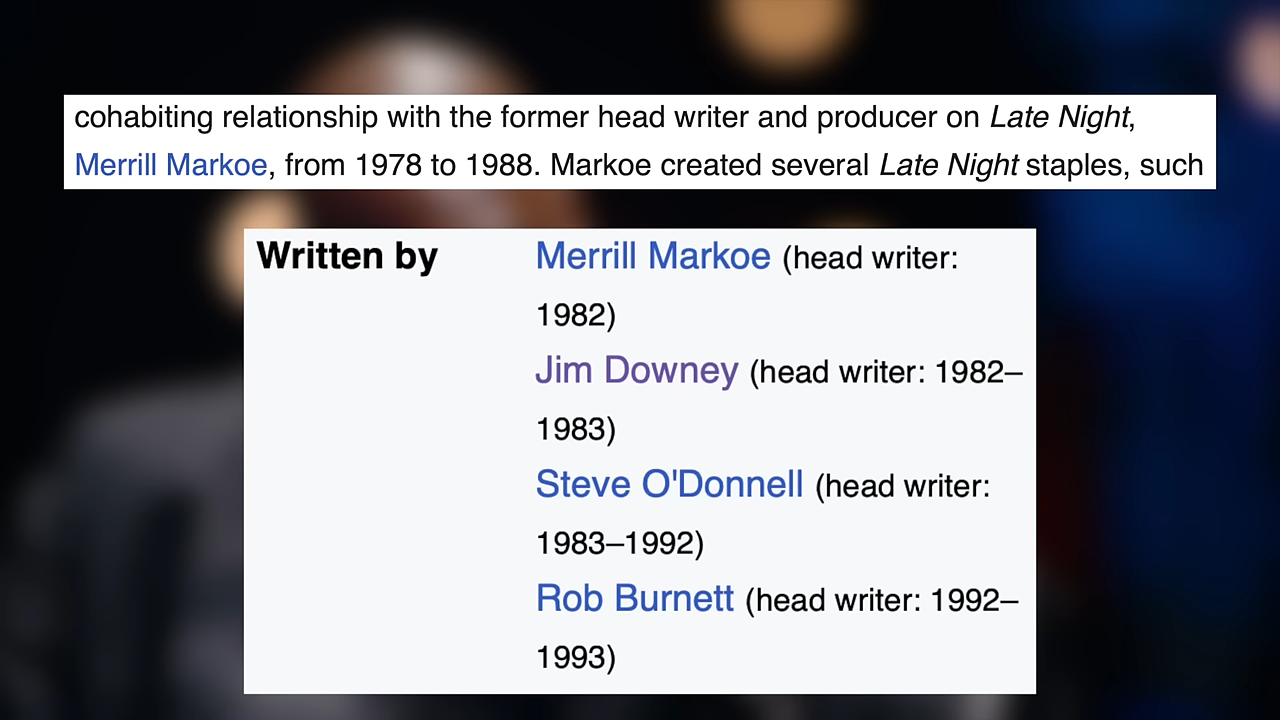 cohabiting relationship with the former head writer and producer on Late Night,
Merrill Markoe, from 1978 to 1988. Markoe created several Late Night staples, such
Written by Merrill Markoe (head writer:
1982)
Jim Downey (head writer: 1982–
1983)
Steve O'Donnell (head writer:
1983–1992)
Rob Burnett (head writer: 1992–
1993)